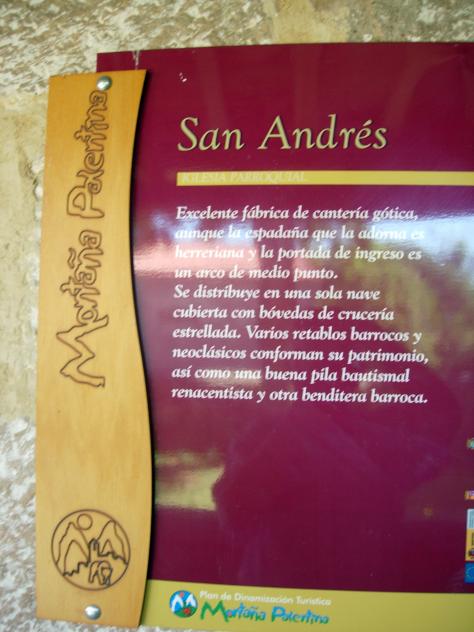 Montaña Palentina
San Andrés
IGLESIA PARROQUIAL
Excelente fábrica de cantería gótica,
aunque la espadaña que la adorna es
herreriana y la portada de ingreso es
un arco de medio punto.
Se distribuye en una sola nave
cubierta con bóvedas de crucería
estrellada. Varios retablos barrocos y
neoclásicos conforman su patrimonio,
así como una buena pila bautismal
renacentista y otra benditera barroca.
Plan de Dinamización Turística
Montaña Palentina